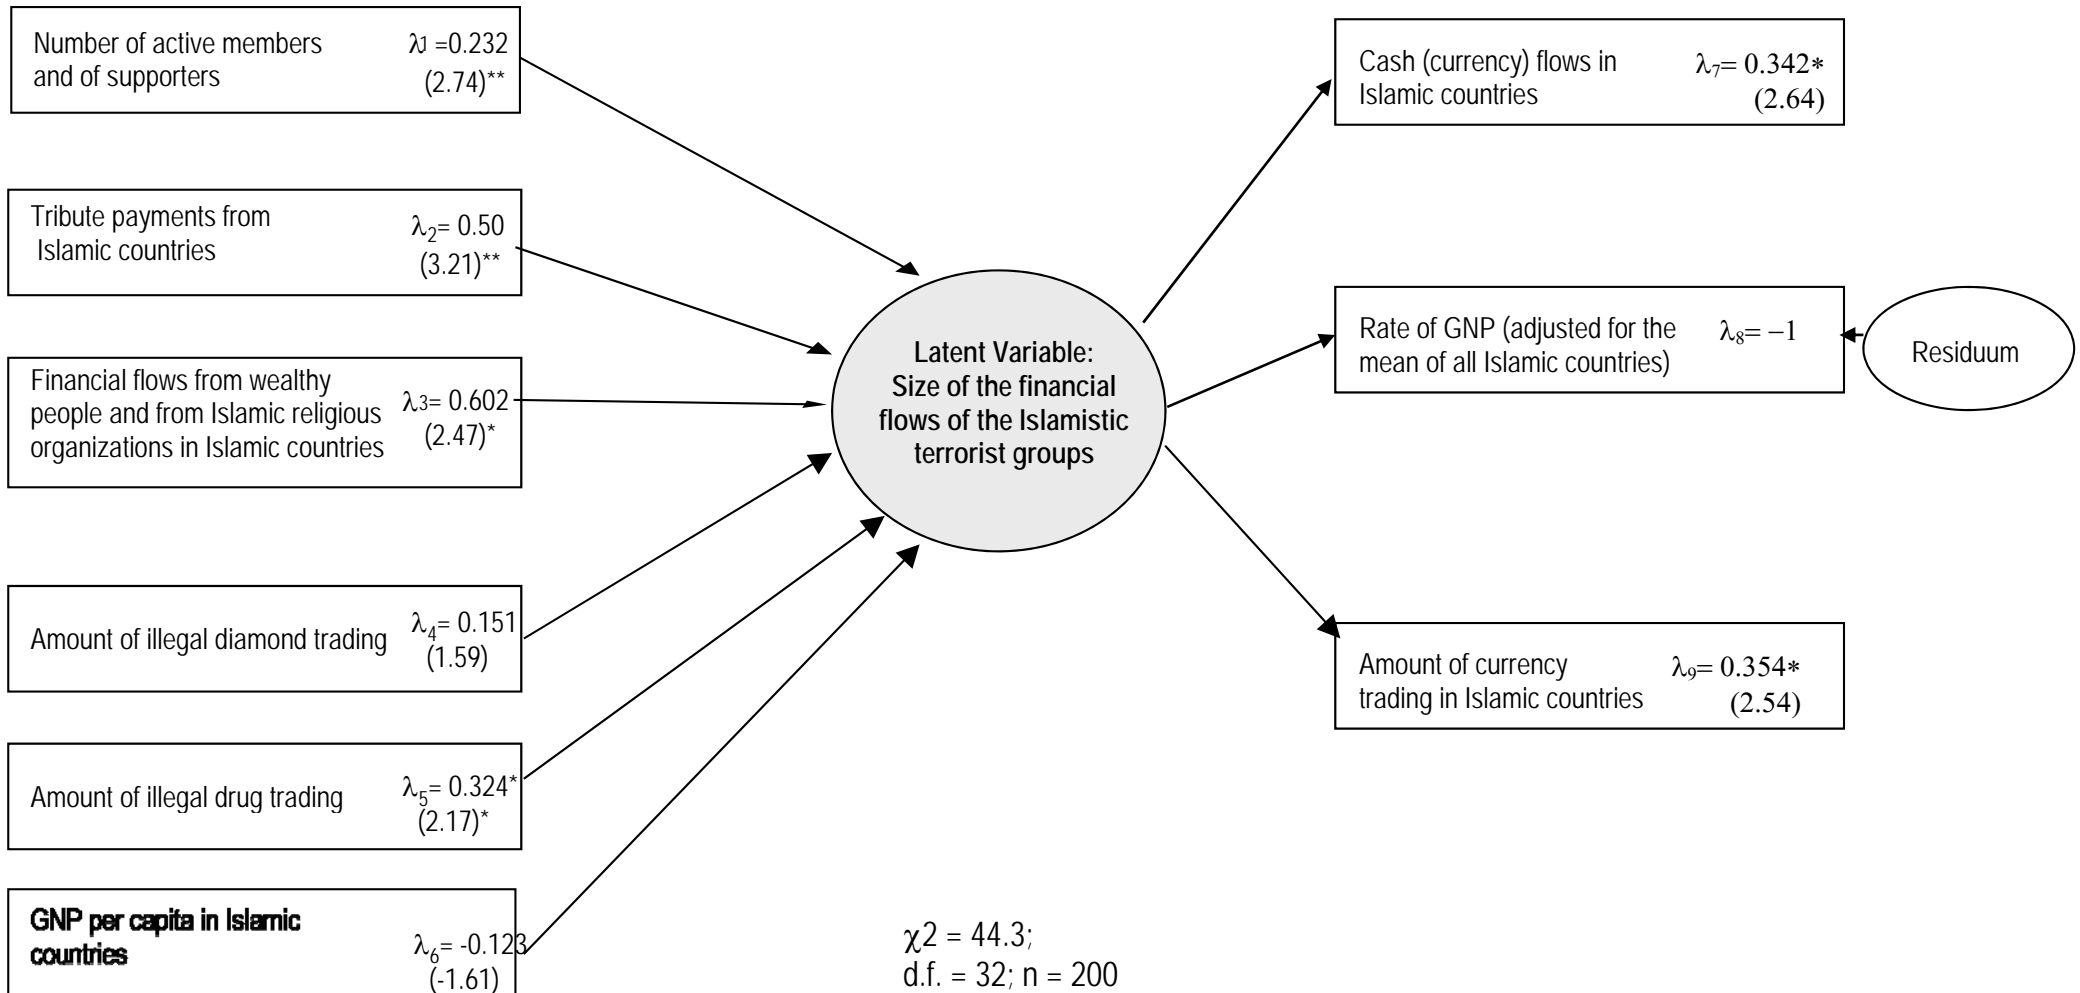 Number of active members
and of supporters
λ1 =0.232
(2.74)**
Tribute payments from
Islamic countries
λ2= 0.50
(3.21)**
Financial flows from wealthy
people and from Islamic religious
organizations in Islamic countries
λ3= 0.602
(2.47)*
Amount of illegal diamond trading
λ4= 0.151
(1.59)
Amount of illegal drug trading
λ5= 0.324*
(2.17)*
GNP per capita in Islamic
countries
λ6= -0.123
(-1.61)
Latent Variable:
Size of the financial
flows of the Islamistic
terrorist groups
Cash (currency) flows in
Islamic countries
λ7= 0.342*
(2.64)
Rate of GNP (adjusted for the
mean of all Islamic countries)
λ8= −1
Residuum
Amount of currency
trading in Islamic countries
λ9= 0.354*
(2.54)
χ2 = 44.3;
d.f. = 32; n = 200